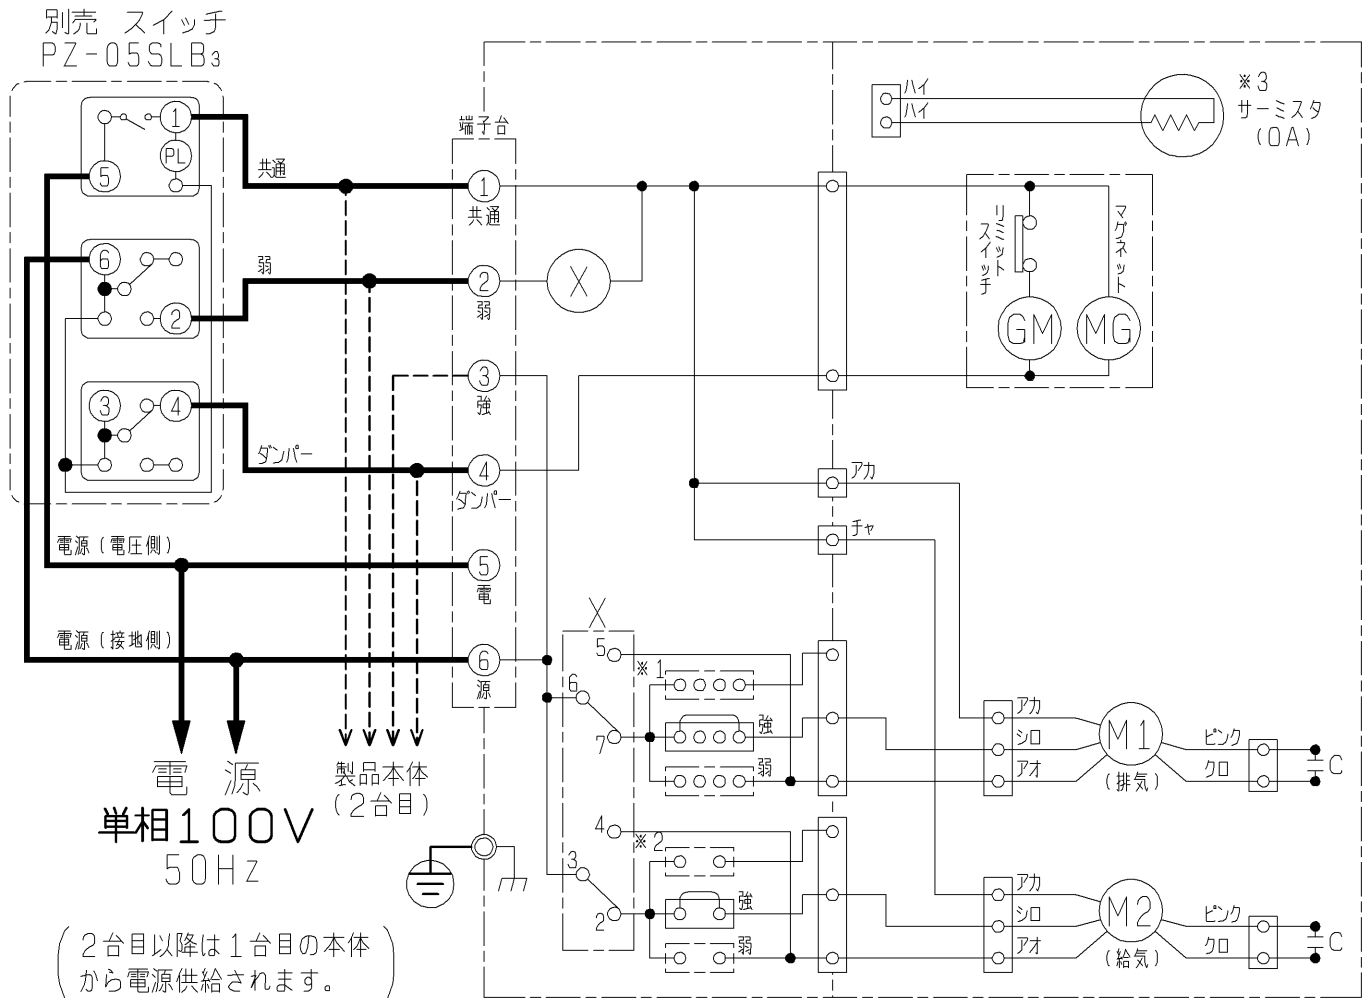 別売 スイッチ
PZ-05SLB3
1
PL
5
6
2
3
4
共通
弱
ダンパー
電源(電圧側)
電源(接地側)
電 源
単相100V
50Hz
2台目以降は1台目の本体
から電源供給されます。
製品本体
(2台目)
端子台
1
共通
2
弱
3
強
4
ダンパー
5
電
6
源
X
ハイ
ハイ
※3
サーミスタ
(OA)
リミット
スイッチ
マグネット
GM
MG
アカ
チャ
X
5
6
7
※1
強
弱
4
3
2
※2
強
弱
アカ
シロ
アオ
M1
(排気)
ピンク
クロ
C
アカ
シロ
アオ
M2
(給気)
ピンク
クロ
C